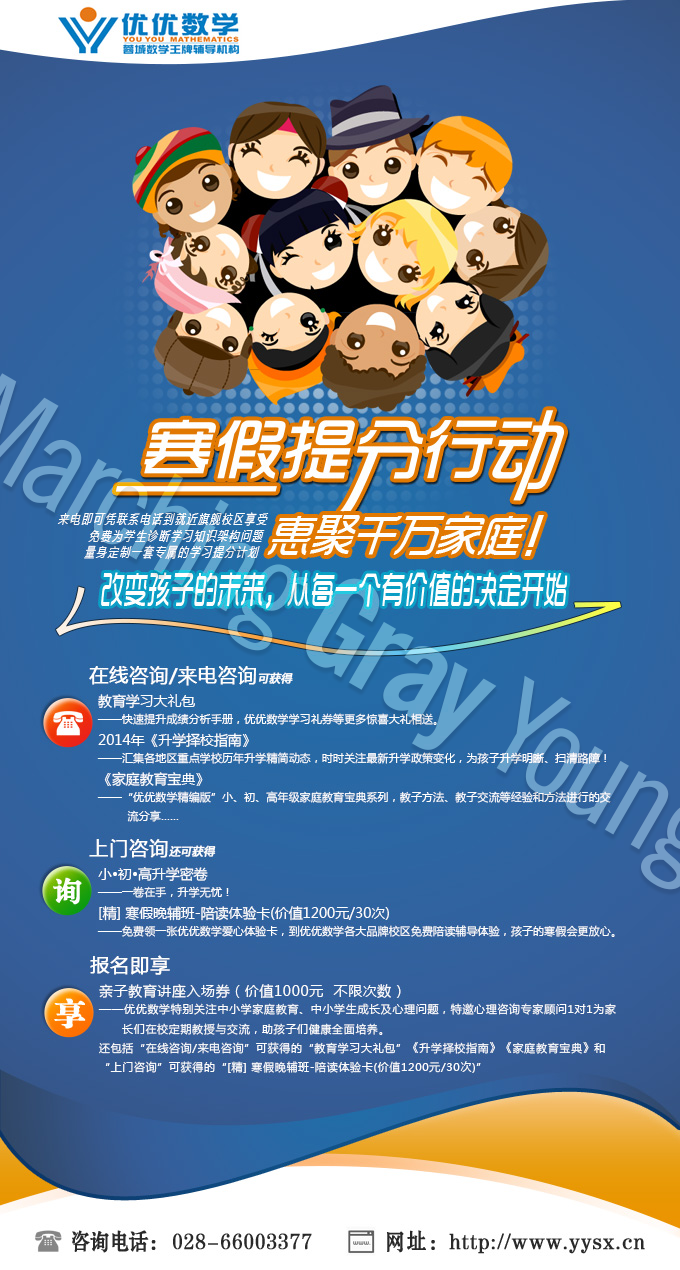 优优数学
YOU YOU MATHEMATICS
蓉城数学王牌辅导机构
寒假提分行动
来电即可凭联系电话到就近旗舰校区享受
免费为学生诊断学习知识架构问题
量身定制一套专属的学习提分计划
惠聚千万家庭！
改变孩子的未来，从每一个有价值的决定开始
Marching Gray Young
在线咨询/来电咨询可获得
教育学习大礼包
——快速提升成绩分析手册，优优数学学习礼券等更多惊喜大礼相送。
2014年《升学择校指南》
——汇集各地区重点学校历年升学精简动态，时时关注最新升学政策变化，为孩子升学明晰、扫清路障！
《家庭教育宝典》
——“优优数学精编版”小、初、高年级家庭教育宝典系列，教子方法、教子交流等经验和方法进行的交
流分享......
上门咨询还可获得
询
小•初•高升学密卷
——一卷在手，升学无忧！
[精] 寒假晚辅班-陪读体验卡(价值1200元/30次)
——免费领一张优优数学爱心体验卡，到优优数学各大品牌校区免费陪读辅导体验，孩子的寒假会更放心。
报名即享
享
亲子教育讲座入场券（价值1000元 不限次数）
——优优数学特别关注中小学家庭教育、中小学生成长及心理问题，特邀心理咨询专家顾问1对1为家
长们在校定期教授与交流，助孩子们健康全面培养。
还包括“在线咨询/来电咨询”可获得的“教育学习大礼包”《升学择校指南》《家庭教育宝典》和
“上门咨询”可获得的“[精] 寒假晚辅班-陪读体验卡(价值1200元/30次)”
咨询电话：028-66003377
www
网址：http://www.yysx.cn